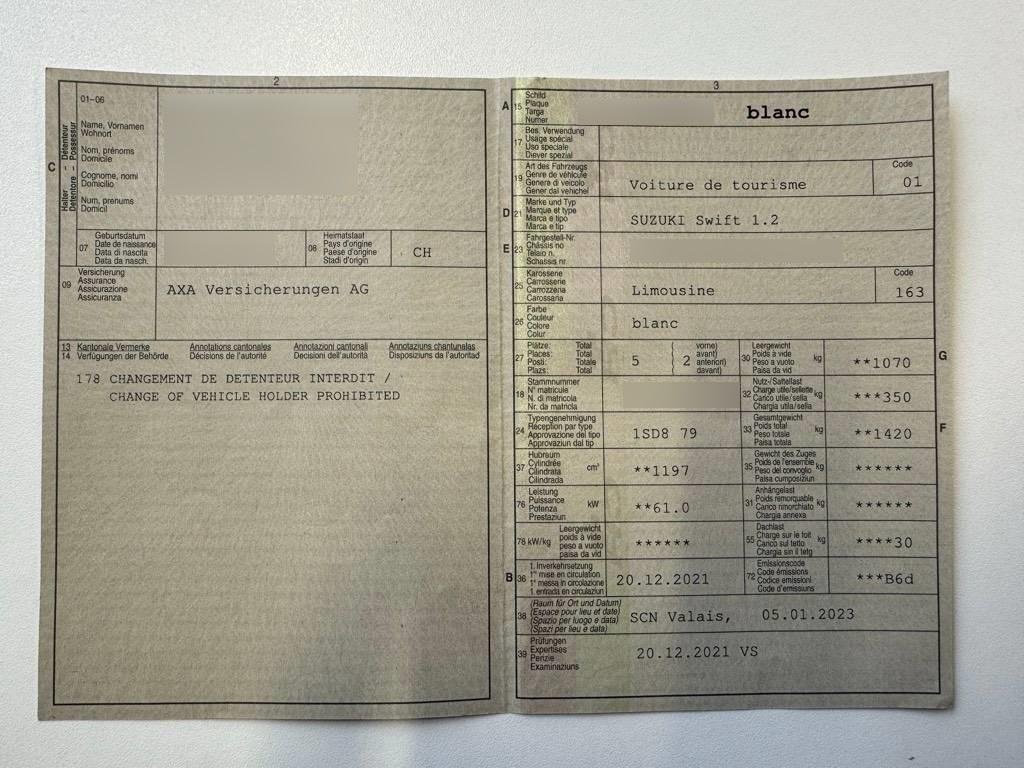 2
01–06
Name, Vornamen
Wohnort
Nom, prénoms
Domicile
Cognome, nomi
Domicilio
Num, prenums
Domicil
C
Halter – Détenteur
Detentore – Possessur
07
Geburtsdatum
Date de naissance
Data di nascita
Data da nasch.
08
Heimatstaat
Pays d'origine
Paese d'origine
Stadi d'origin
CH
09
Versicherung
Assurance
Assicurazione
Assicuranza
AXA Versicherungen AG
13 Kantonale Vermerke Annotations cantonales Annotazioni cantonali Annotaziuns chantunalas
14 Verfügungen der Behörde Décisions de l'autorité Decisioni dell'autorità Disposiziuns da l'autoritad
178 CHANGEMENT DE DETENTEUR INTERDIT /
CHANGE OF VEHICLE HOLDER PROHIBITED
3
A 15
Schild
Plaque
Targa
Numer
blanc
17
Bes. Verwendung
Usage spécial
Uso speciale
Diever spezial
19
Art des Fahrzeugs
Genre de véhicule
Genere di veicolo
Gener dal vehichel
Voiture de tourisme
Code
01
D 21
Marke und Typ
Marque et type
Marca e tipo
Marca e tip
SUZUKI Swift 1.2
E 23
Fahrgestell-Nr.
Châssis no
Telaio n.
Schassis nr.
25
Karosserie
Carrosserie
Carrozzeria
Carossaria
Limousine
Code
163
26
Farbe
Couleur
Colore
Colur
blanc
27
Plätze: Total
Places: Total
Posti: Totale
Plazs: Total
5
2
vorne)
avant)
anteriori)
davant)
30
Leergewicht
Poids à vide
Peso a vuoto
Paisa da vid
kg
**1070
G
18
Stammnummer
N° matricule
N. di matricola
Nr. da matricla
32
Nutz-/Sattellast
Charge utile/sellette
Carico utile/sella
Chargia utila/sella
kg
***350
24
Typengenehmigung
Réception par type
Approvazione del tipo
Approvaziun dal tip
1SD8 79
33
Gesamtgewicht
Poids total
Peso totale
Paisa totala
kg
**1420
F
37
Hubraum
Cylindrée
Cilindrata
Cilindrada
cm³
**1197
35
Gewicht des Zuges
Poids de l'ensemble
Peso del convoglio
Paisa cumposiziun
kg
******
76
Leistung
Puissance
Potenza
Prestaziun
kW
**61.0
31
Anhängelast
Poids remorquable
Carico rimorchiato
Chargia annexa
kg
******
78 kW/kg
Leergewicht
poids à vide
peso a vuoto
paisa da vid
******
55
Dachlast
Charge sur le toit
Carico sul tetto
Chargia sin il tetg
kg
****30
B 36
1. Inverkehrsetzung
1re mise en circulation
1a messa in circolazione
1. entrada en circulaziun
20.12.2021
72
Emissionscode
Code émissions
Codice emissioni
Code d'emissiuns
***B6d
38
(Raum für Ort und Datum)
(Espace pour lieu et date)
(Spazio per luogo e data)
(Spazi per lieu e data)
SCN Valais, 05.01.2023
39
Prüfungen
Expertises
Perizie
Examinaziuns
20.12.2021 VS